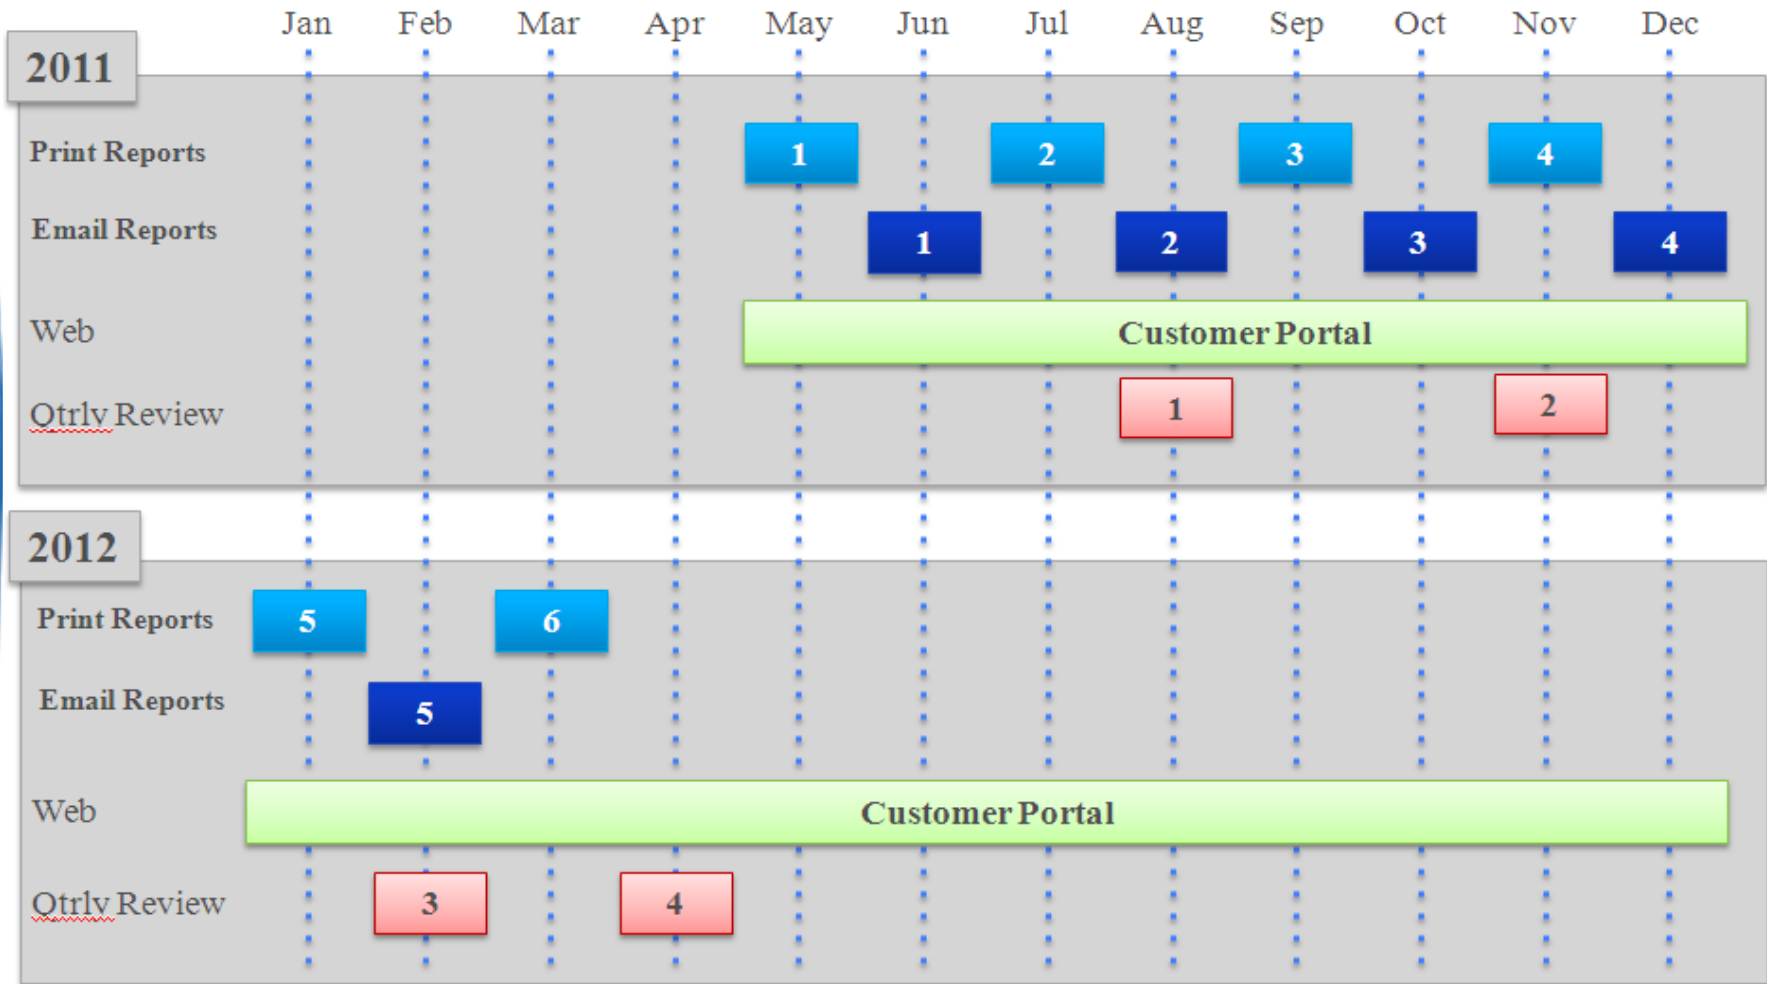 Jan Feb Mar Apr May Jun Jul Aug Sep Oct Nov Dec
2011
Print Reports 1 2 3 4
Email Reports 1 2 3 4
Web Customer Portal
Qtrly Review 1 2
2012
Print Reports 5 6
Email Reports 5
Web Customer Portal
Qtrly Review 3 4